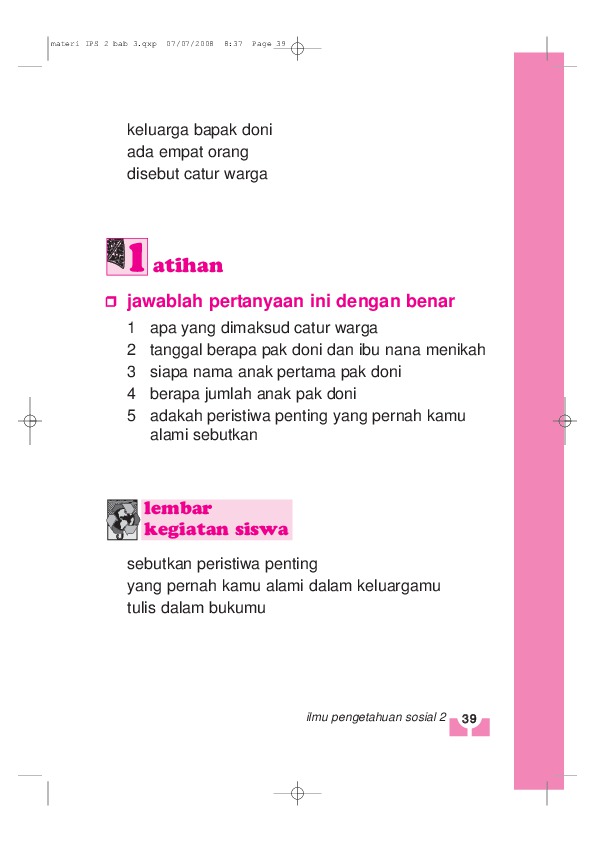 materi IPS 2 bab 3.qxp  07/07/2008  8:37  Page 39
keluarga bapak doni
ada empat orang
disebut catur warga
latihan
jawablah pertanyaan ini dengan benar
1 apa yang dimaksud catur warga
2 tanggal berapa pak doni dan ibu nana menikah
3 siapa nama anak pertama pak doni
4 berapa jumlah anak pak doni
5 adakah peristiwa penting yang pernah kamu
alami sebutkan
lembar
kegiatan siswa
sebutkan peristiwa penting
yang pernah kamu alami dalam keluargamu
tulis dalam bukumu
ilmu pengetahuan sosial 2 39